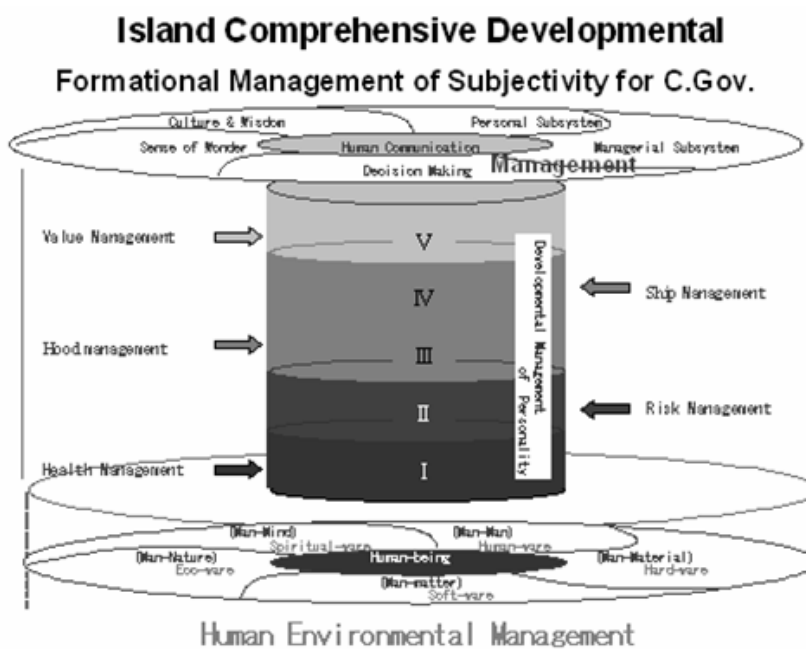 Island Comprehensive Developmental
Formational Management of Subjectivity for C.Gov.
Culture & Wisdom
Personal Subsystem
Sense of Wonder
Human Communication
Managerial Subsystem
Decision Making
Management
Value Management
V
Ⅳ
Ship Management
Hood management
Ⅲ
Developmental Management
of Personality
Ⅱ
Risk Management
Health Management
Ⅰ
(Man-Mind)
(Man-Man)
Spiritual-ware
Human-ware
(Man-Nature)
Human-being
(Man-Material)
Eco-ware
Hard-ware
(Man-matter)
Soft-ware
Human Environmental Management